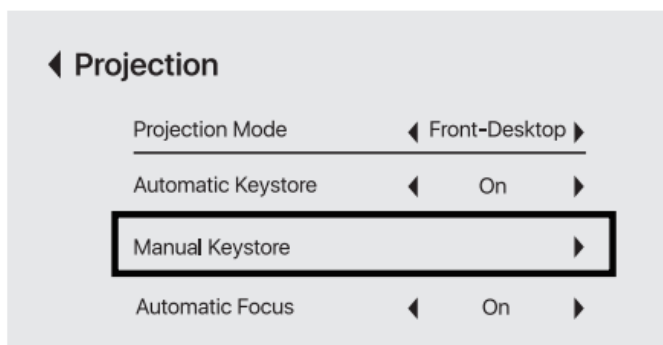 Projection
Projection Mode Front-Desktop
Automatic Keystore On
Manual Keystore
Automatic Focus On